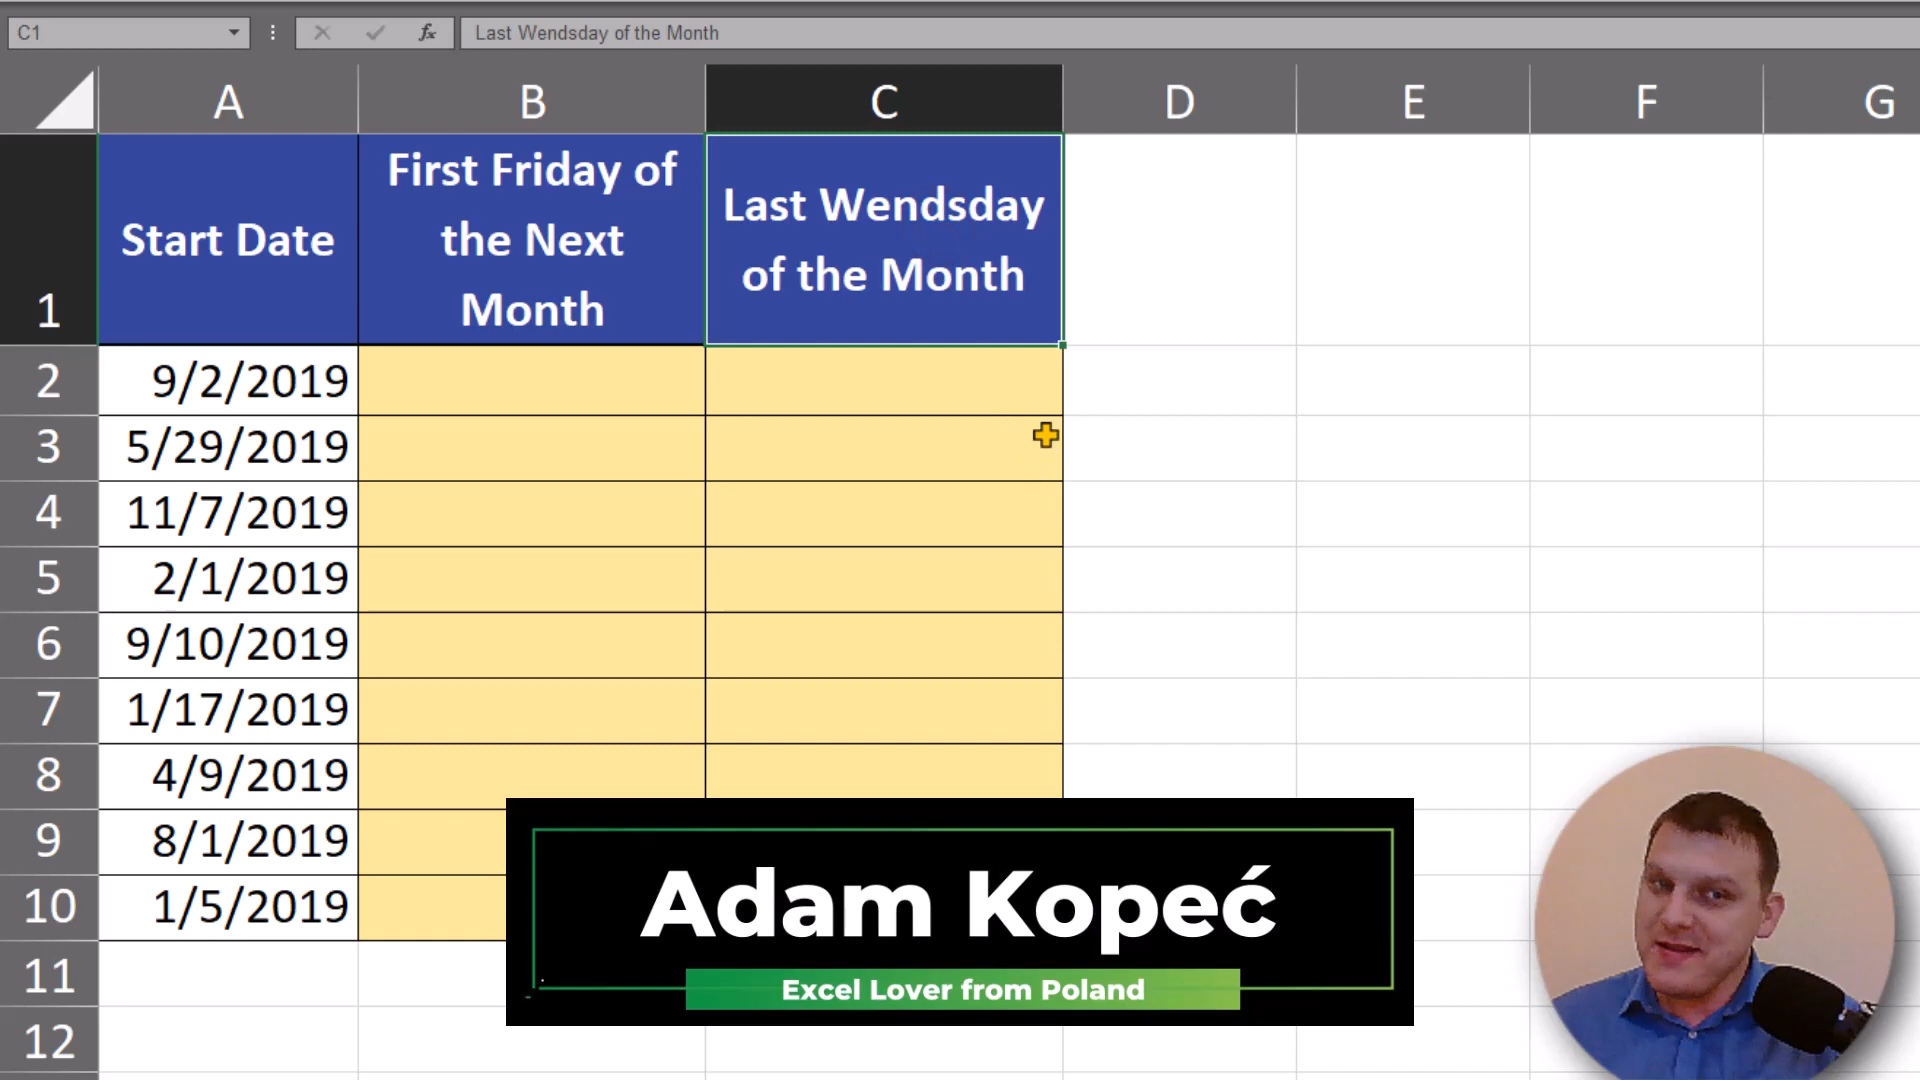 C1
fx
Last Wendsday of the Month
A B C D E F G
1
Start Date
First Friday of
the Next
Month
Last Wendsday
of the Month
2 9/2/2019
3 5/29/2019
4 11/7/2019
5 2/1/2019
6 9/10/2019
7 1/17/2019
8 4/9/2019
9 8/1/2019
10 1/5/2019
11
12
Adam Kopeć
Excel Lover from Poland